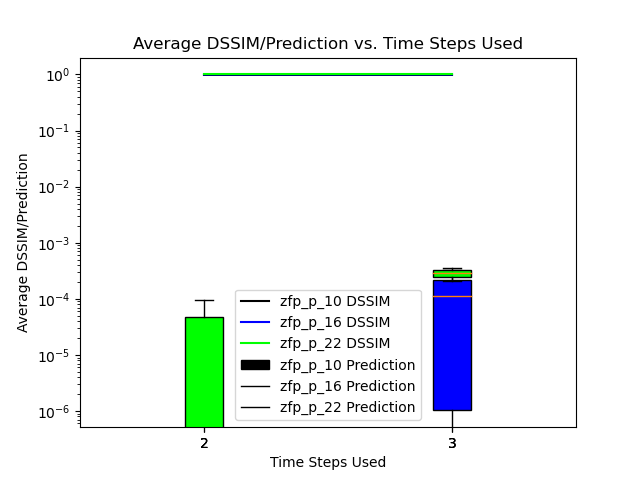 Average DSSIM/Prediction vs. Time Steps Used
Average DSSIM/Prediction
10⁰
10⁻¹
10⁻²
10⁻³
10⁻⁴
10⁻⁵
10⁻⁶
zfp_p_10 DSSIM
zfp_p_16 DSSIM
zfp_p_22 DSSIM
zfp_p_10 Prediction
zfp_p_16 Prediction
zfp_p_22 Prediction
2 3
Time Steps Used